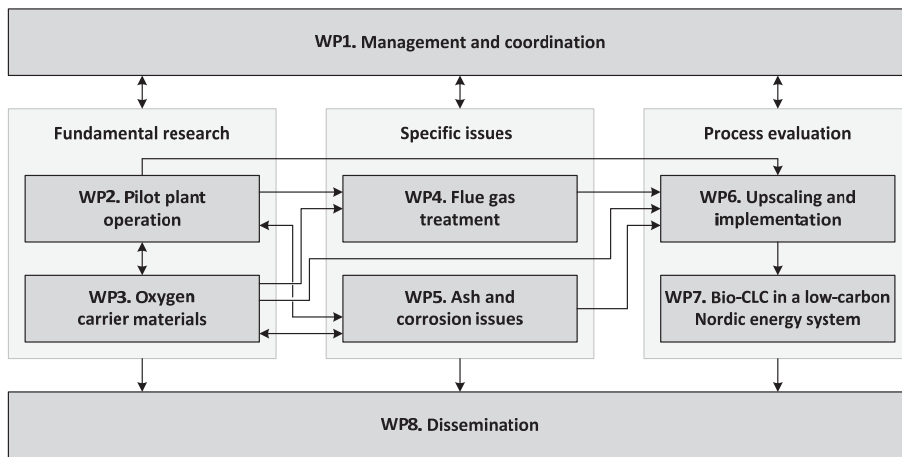 WP1. Management and coordination
Fundamental research
WP2. Pilot plant
operation
WP3. Oxygen
carrier materials
Specific issues
WP4. Flue gas
treatment
WP5. Ash and
corrosion issues
Process evaluation
WP6. Upscaling and
implementation
WP7. Bio-CLC in a low-carbon
Nordic energy system
WP8. Dissemination